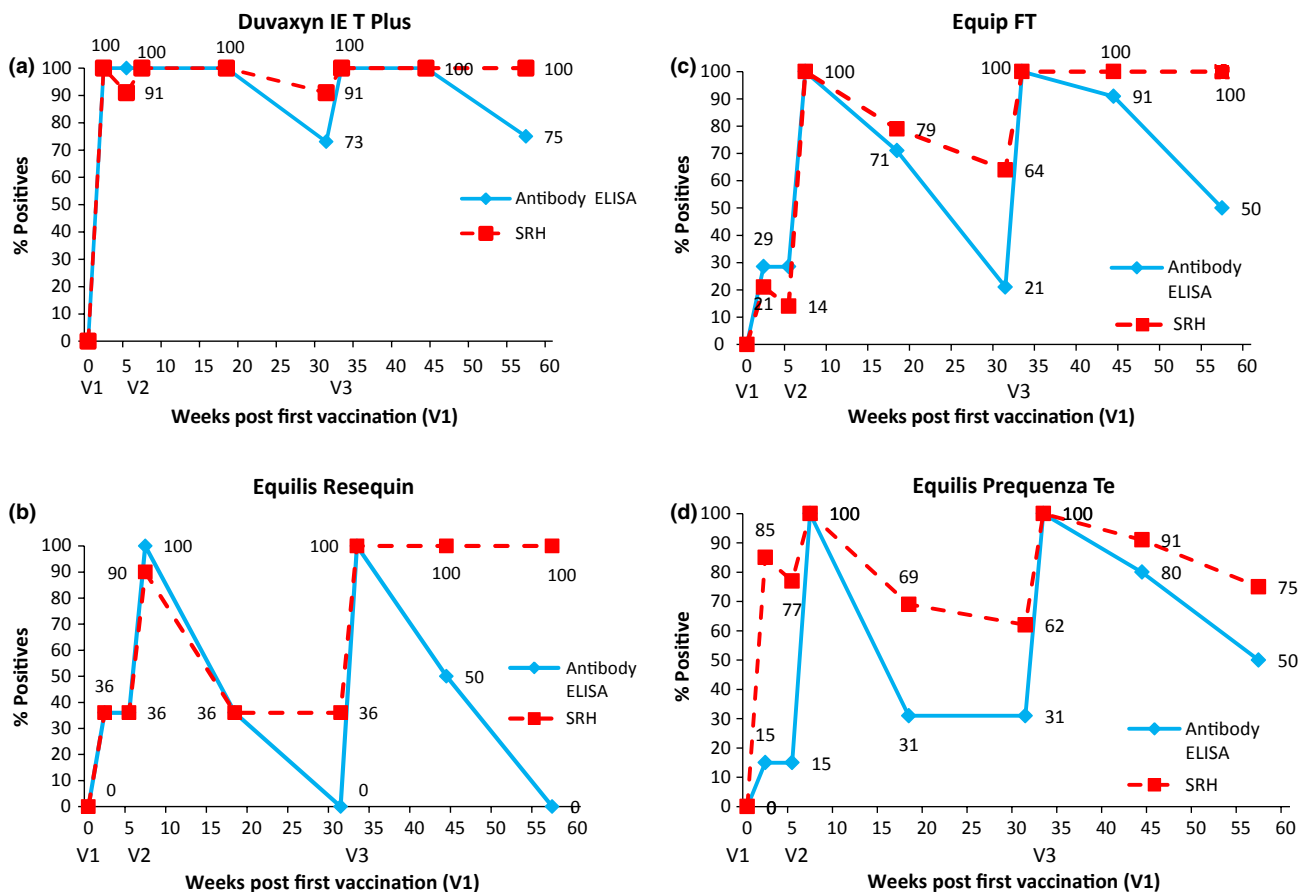 Duvaxyn IE T Plus
(a)
100
100
100
100
100
90
80
70
60
50
40
30
20
10
0
% Positives
91
91
73
100
100
75
Antibody ELISA
SRH
0 5 10 15 20 25 30 35 40 45 50 55 60
V1 V2 V3
Weeks post first vaccination (V1)
Equip FT
(c)
100
90
80
70
60
50
40
30
20
10
0
% Positives
29
21
14
100
79
71
64
21
100
100
91
100
50
Antibody
ELISA
SRH
0 5 10 15 20 25 30 35 40 45 50 55 60
V1 V2 V3
Weeks post first vaccination (V1)
Equilis Resequin
(b)
100
90
80
70
60
50
40
30
20
10
0
% Positives
36
0
36
90
100
36
36
0
100
100
50
100
0
Antibody
ELISA
SRH
0 5 10 15 20 25 30 35 40 45 50 55 60
V1 V2 V3
Weeks post first vaccination (V1)
Equilis Prequenza Te
(d)
100
90
80
70
60
50
40
30
20
10
0
% Positive
85
77
15
0
15
100
69
31
62
31
100
91
80
75
50
Antibody
ELISA
SRH
0 5 10 15 20 25 30 35 40 45 50 55 60
V1 V2 V3
Weeks post first vaccination (V1)